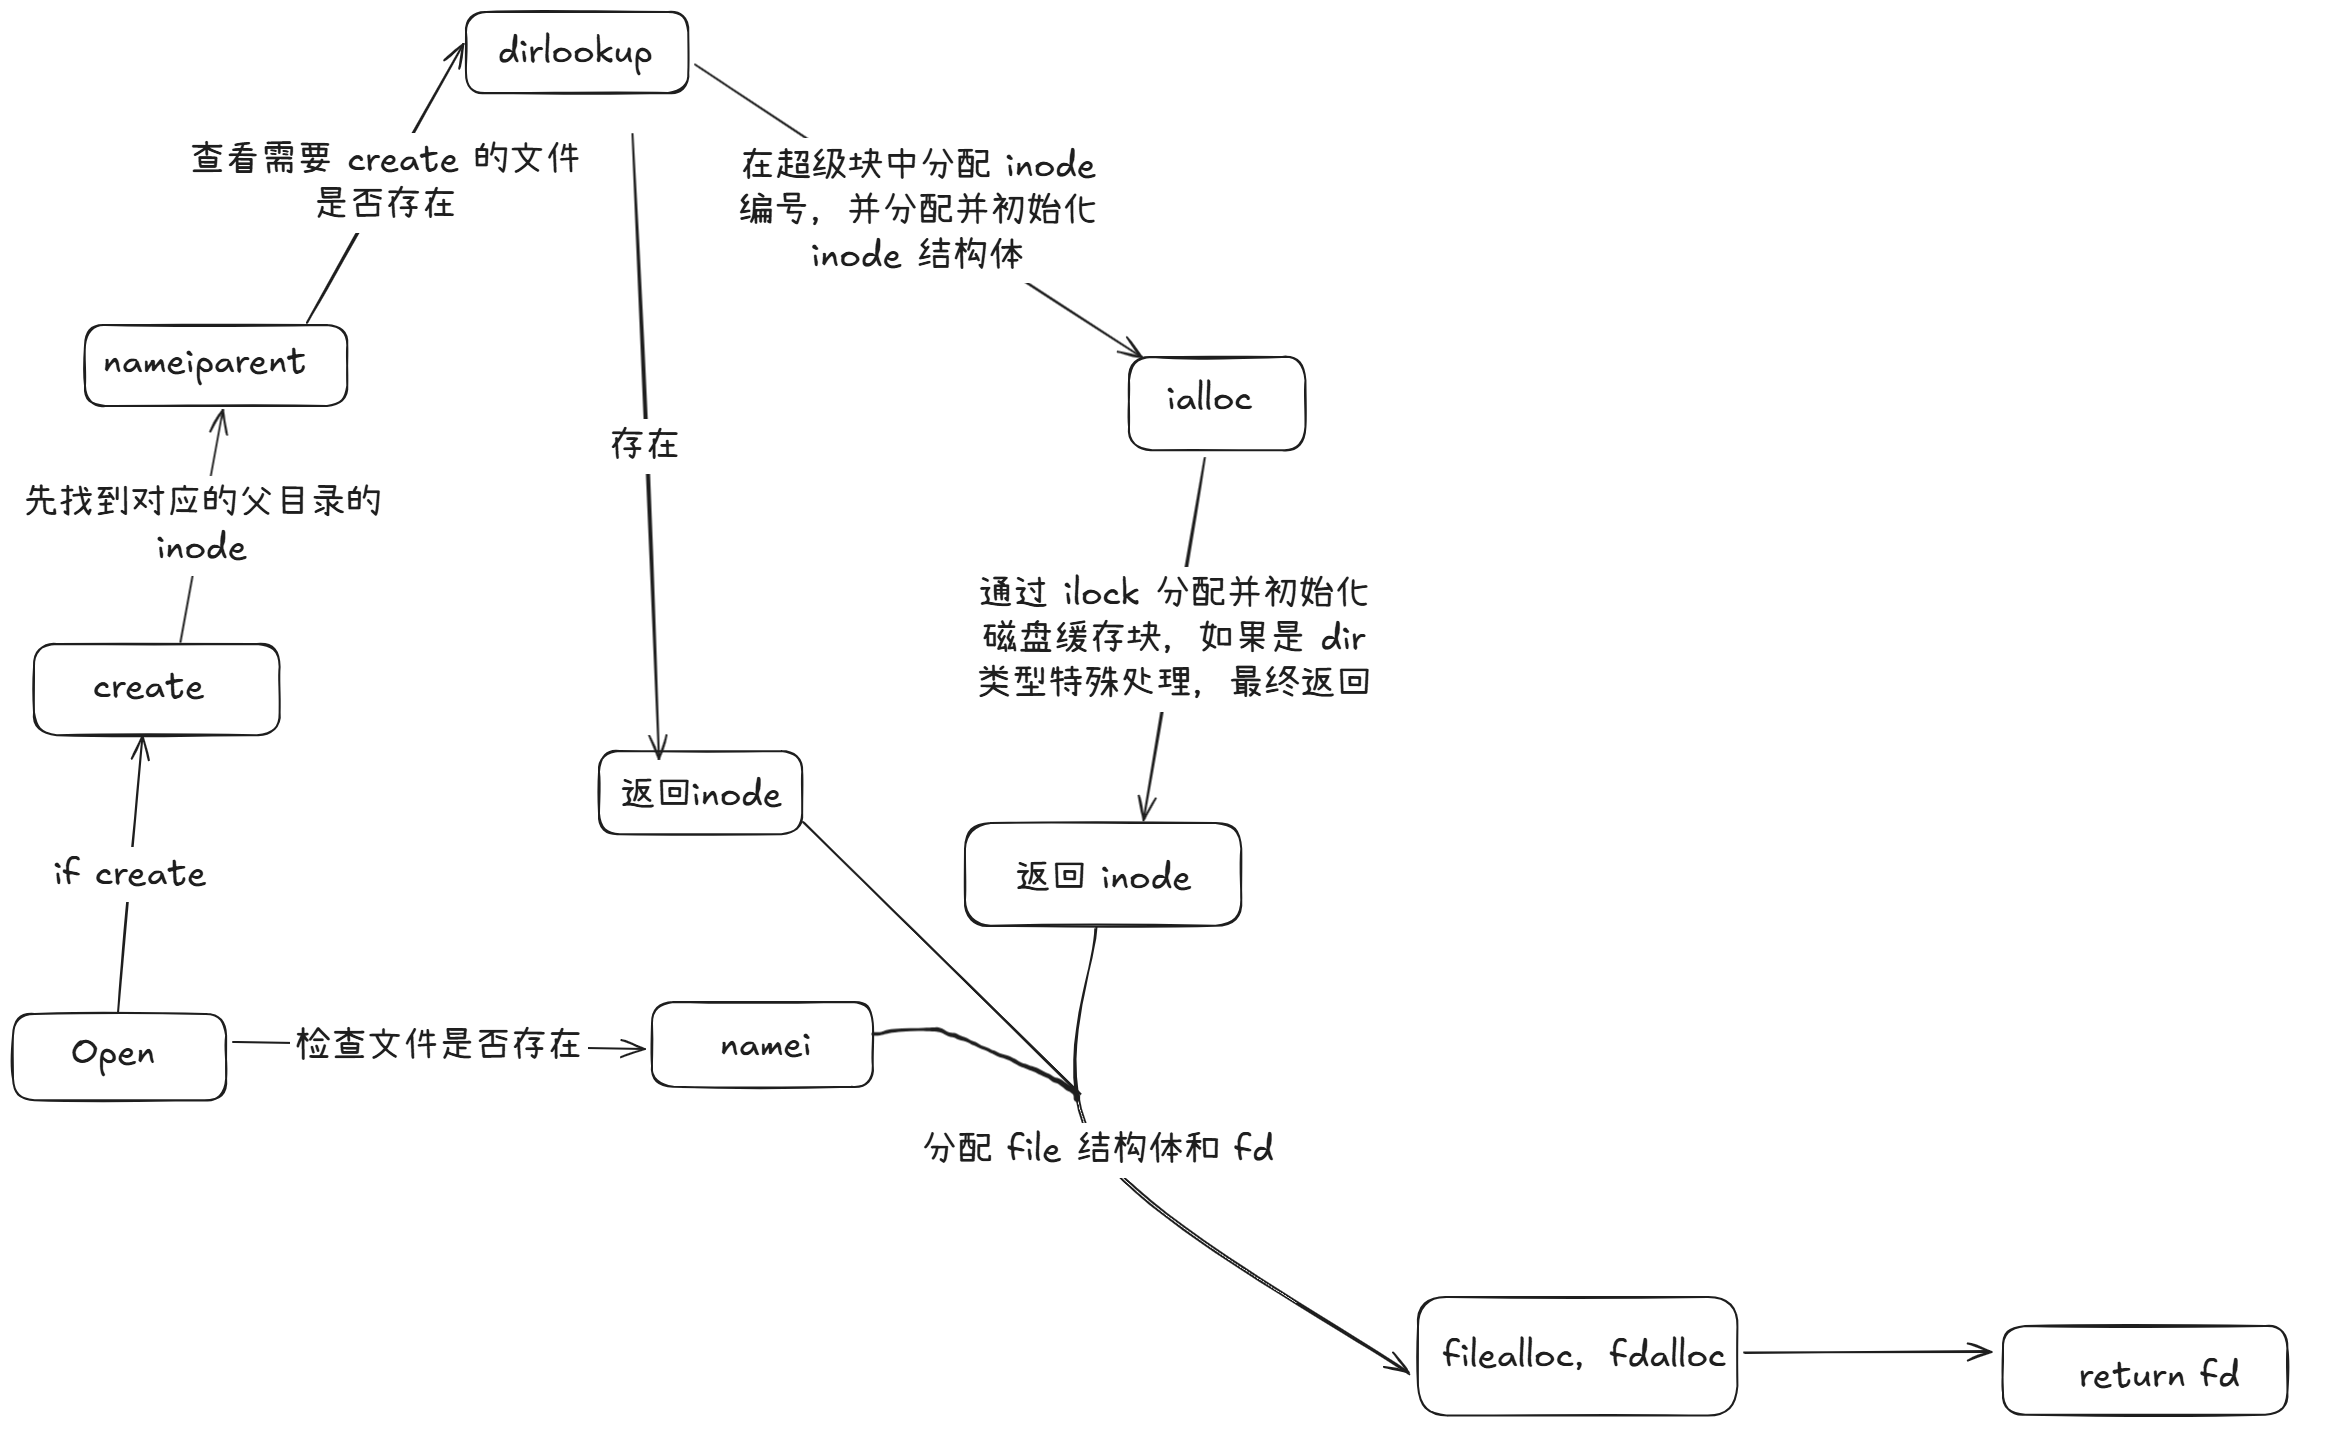 dirlookup
查看需要 create 的文件
是否存在
在超级块中分配 inode
编号，并分配并初始化
inode 结构体
nameiparent
ialloc
存在
先找到对应的父目录的
inode
通过 ilock 分配并初始化
磁盘缓存块，如果是 dir
类型特殊处理，最终返回
create
返回inode
if create
返回 inode
Open
检查文件是否存在
namei
分配 file 结构体和 fd
filealloc, fdalloc
return fd